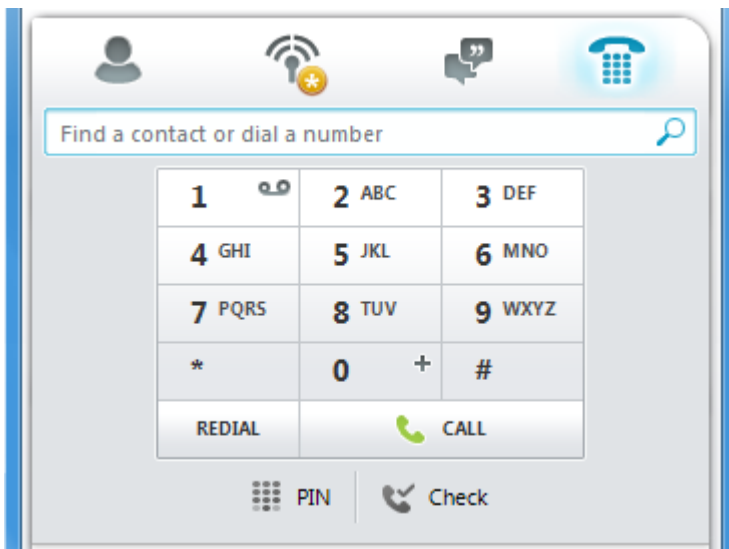 Find a contact or dial a number
1 2 ABC 3 DEF
4 GHI 5 JKL 6 MNO
7 PQRS 8 TUV 9 WXYZ
* 0 + #
REDIAL CALL
PIN Check